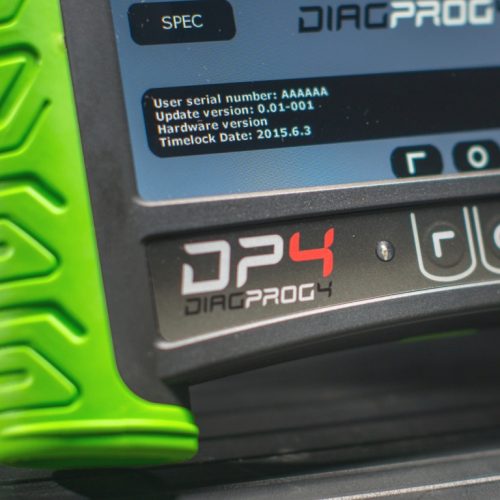 SPEC
DIAGPROG
User serial number: AAAAAA
Update version: 0.01-001
Hardware version
Timelock Date: 2015.6.3
DP4
DIAGPROG4